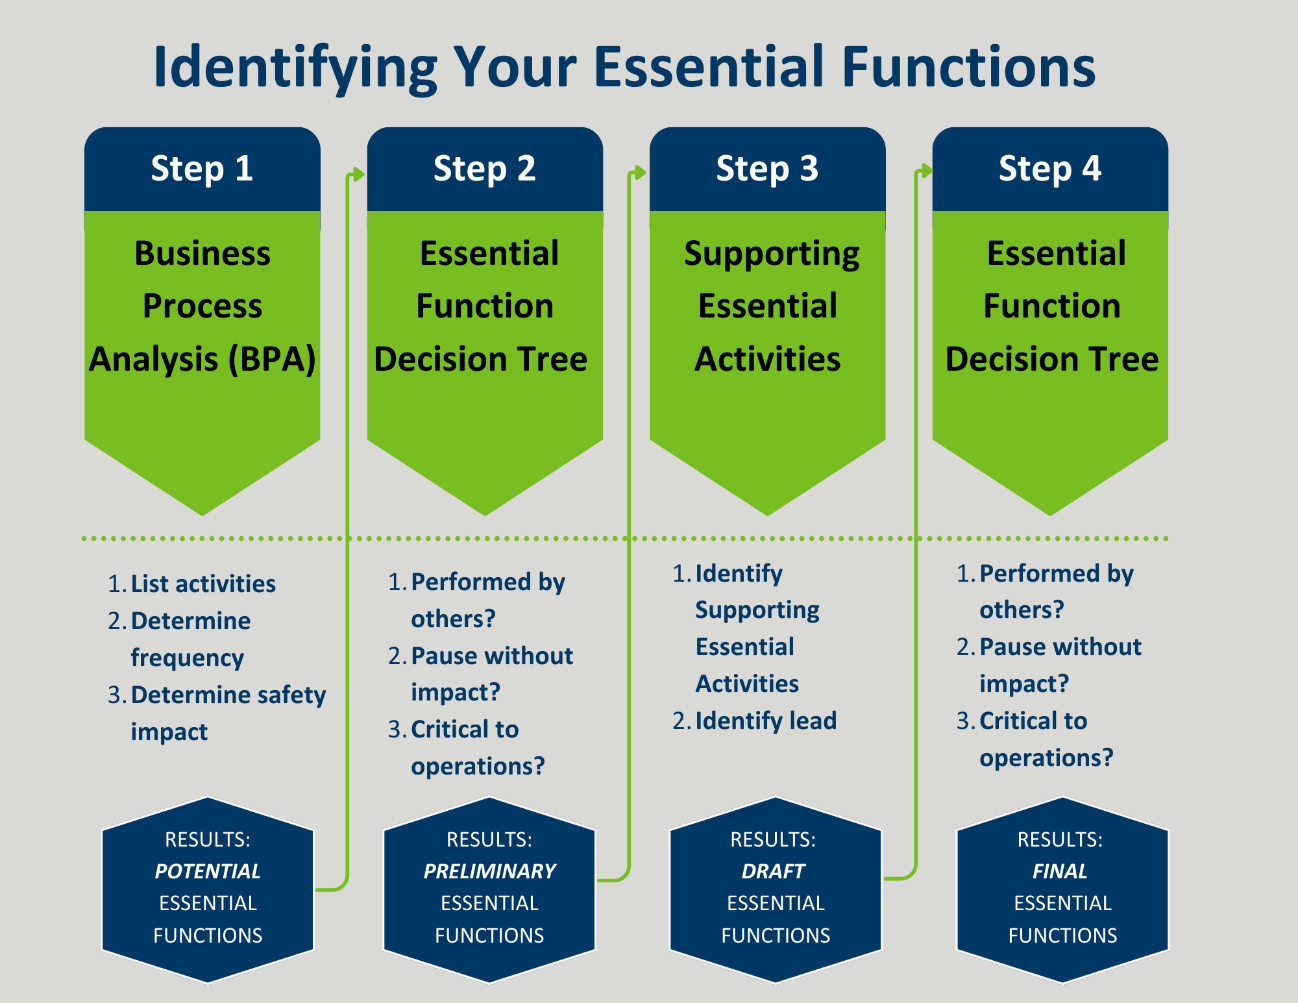 Identifying Your Essential Functions
Step 1
Business
Process
Analysis (BPA)
1. List activities
2. Determine
frequency
3. Determine safety
impact
RESULTS:
POTENTIAL
ESSENTIAL
FUNCTIONS
Step 2
Essential
Function
Decision Tree
1. Performed by
others?
2. Pause without
impact?
3. Critical to
operations?
RESULTS:
PRELIMINARY
ESSENTIAL
FUNCTIONS
Step 3
Supporting
Essential
Activities
1. Identify
Supporting
Essential
Activities
2. Identify lead
RESULTS:
DRAFT
ESSENTIAL
FUNCTIONS
Step 4
Essential
Function
Decision Tree
1. Performed by
others?
2. Pause without
impact?
3. Critical to
operations?
RESULTS:
FINAL
ESSENTIAL
FUNCTIONS